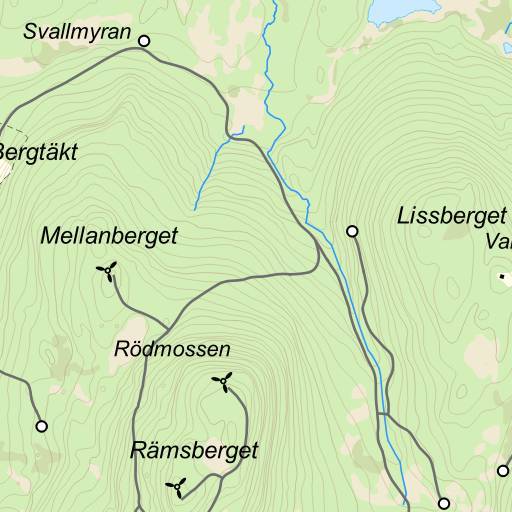 Svallmyran
Bergtäkt
Lissberget
Mellanberget
Rödmossen
Rämsberget